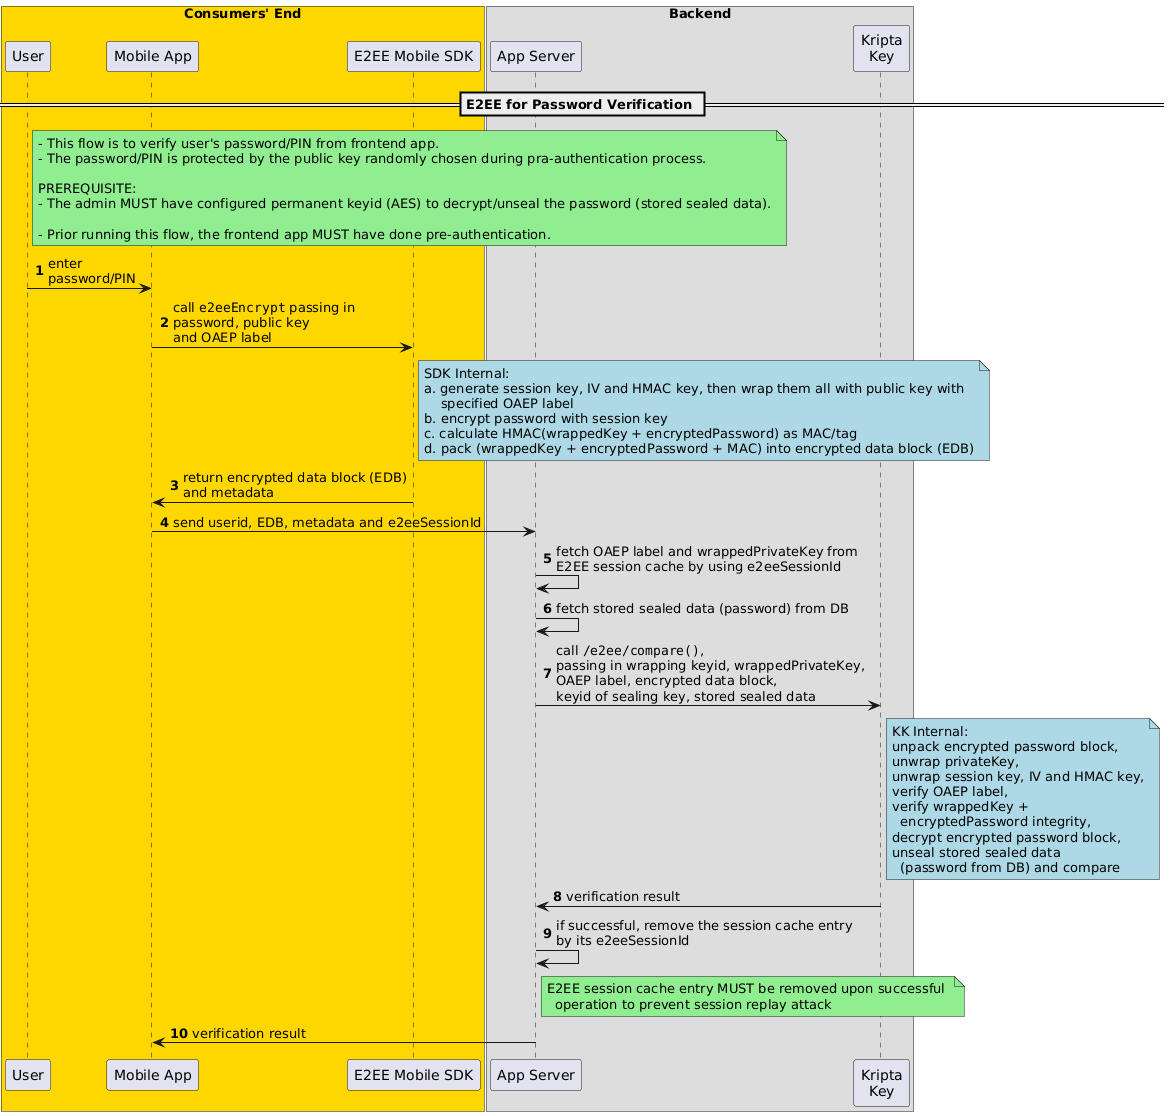 Consumers' End
Backend
User
Mobile App
E2EE Mobile SDK
App Server
Kripta
Key
E2EE for Password Verification
- This flow is to verify user's password/PIN from frontend app.
- The password/PIN is protected by the public key randomly chosen during pra-authentication process.
PREREQUISITE:
- The admin MUST have configured permanent keyid (AES) to decrypt/unseal the password (stored sealed data).
- Prior running this flow, the frontend app MUST have done pre-authentication.
1 enter
password/PIN
2 call e2eeEncrypt passing in
password, public key
and OAEP label
SDK Internal:
a. generate session key, IV and HMAC key, then wrap them all with public key with
specified OAEP label
b. encrypt password with session key
c. calculate HMAC(wrappedKey + encryptedPassword) as MAC/tag
d. pack (wrappedKey + encryptedPassword + MAC) into encrypted data block (EDB)
3 return encrypted data block (EDB)
and metadata
4 send userid, EDB, metadata and e2eeSessionId
5 fetch OAEP label and wrappedPrivateKey from
E2EE session cache by using e2eeSessionId
6 fetch stored sealed data (password) from DB
7 call /e2ee/compare(),
passing in wrapping keyid, wrappedPrivateKey,
OAEP label, encrypted data block,
keyid of sealing key, stored sealed data
KK Internal:
unpack encrypted password block,
unwrap privateKey,
unwrap session key, IV and HMAC key,
verify OAEP label,
verify wrappedKey +
encryptedPassword integrity,
decrypt encrypted password block,
unseal stored sealed data
(password from DB) and compare
8 verification result
9 if successful, remove the session cache entry
by its e2eeSessionId
E2EE session cache entry MUST be removed upon successful
operation to prevent session replay attack
10 verification result
User
Mobile App
E2EE Mobile SDK
App Server
Kripta
Key